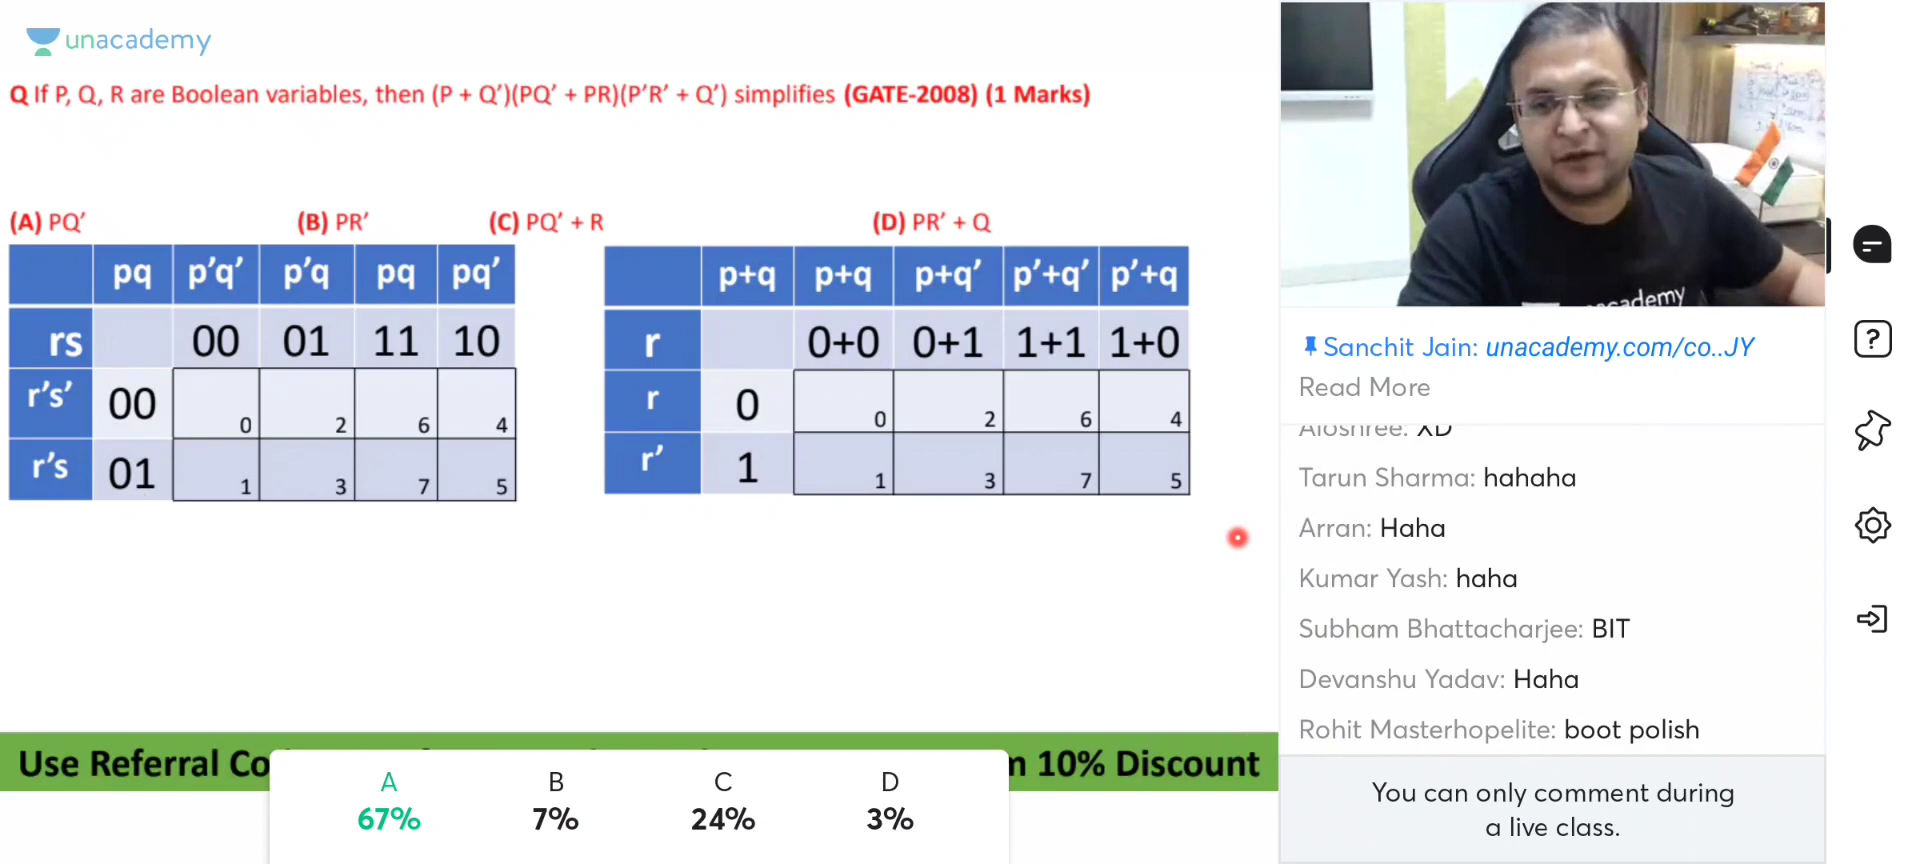 unacademy
Q If P, Q, R are Boolean variables, then (P + Q’)(PQ’ + PR)(P’R’ + Q’) simplifies (GATE-2008) (1 Marks)
(A) PQ’ (B) PR’ (C) PQ’ + R (D) PR’ + Q
pq p’q’ p’q pq pq’
rs 00 01 11 10
r’s’ 00 0 2 6 4
r’s 01 1 3 7 5
p+q p+q p+q’ p’+q’ p’+q
r 0+0 0+1 1+1 1+0
r 0 0 2 6 4
r’ 1 1 3 7 5
Use Referral 10% Discount
A B C D
67% 7% 24% 3%
Sanchit Jain: unacademy.com/co..JY
Read More
Aloshree: XD
Tarun Sharma: hahaha
Arran: Haha
Kumar Yash: haha
Subham Bhattacharjee: BIT
Devanshu Yadav: Haha
Rohit Masterhopelite: boot polish
You can only comment during
a live class.